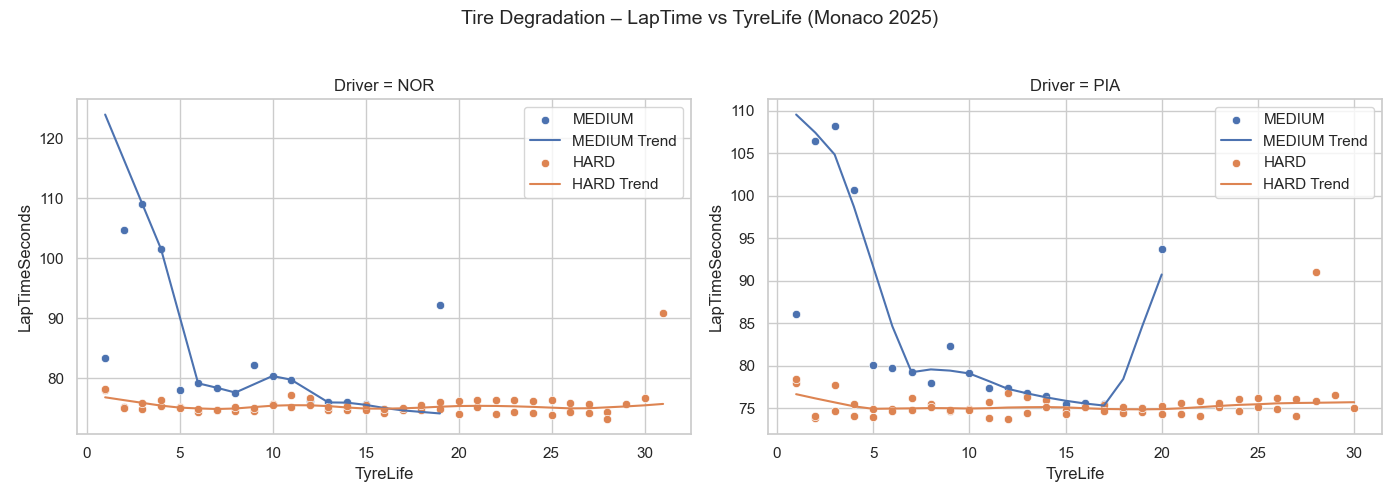 Tire Degradation – LapTime vs TyreLife (Monaco 2025)
Driver = NOR
MEDIUM
MEDIUM Trend
HARD
HARD Trend
LapTimeSeconds
120
110
100
90
80
0 5 10 15 20 25 30
TyreLife
Driver = PIA
MEDIUM
MEDIUM Trend
HARD
HARD Trend
LapTimeSeconds
110
105
100
95
90
85
80
75
0 5 10 15 20 25 30
TyreLife